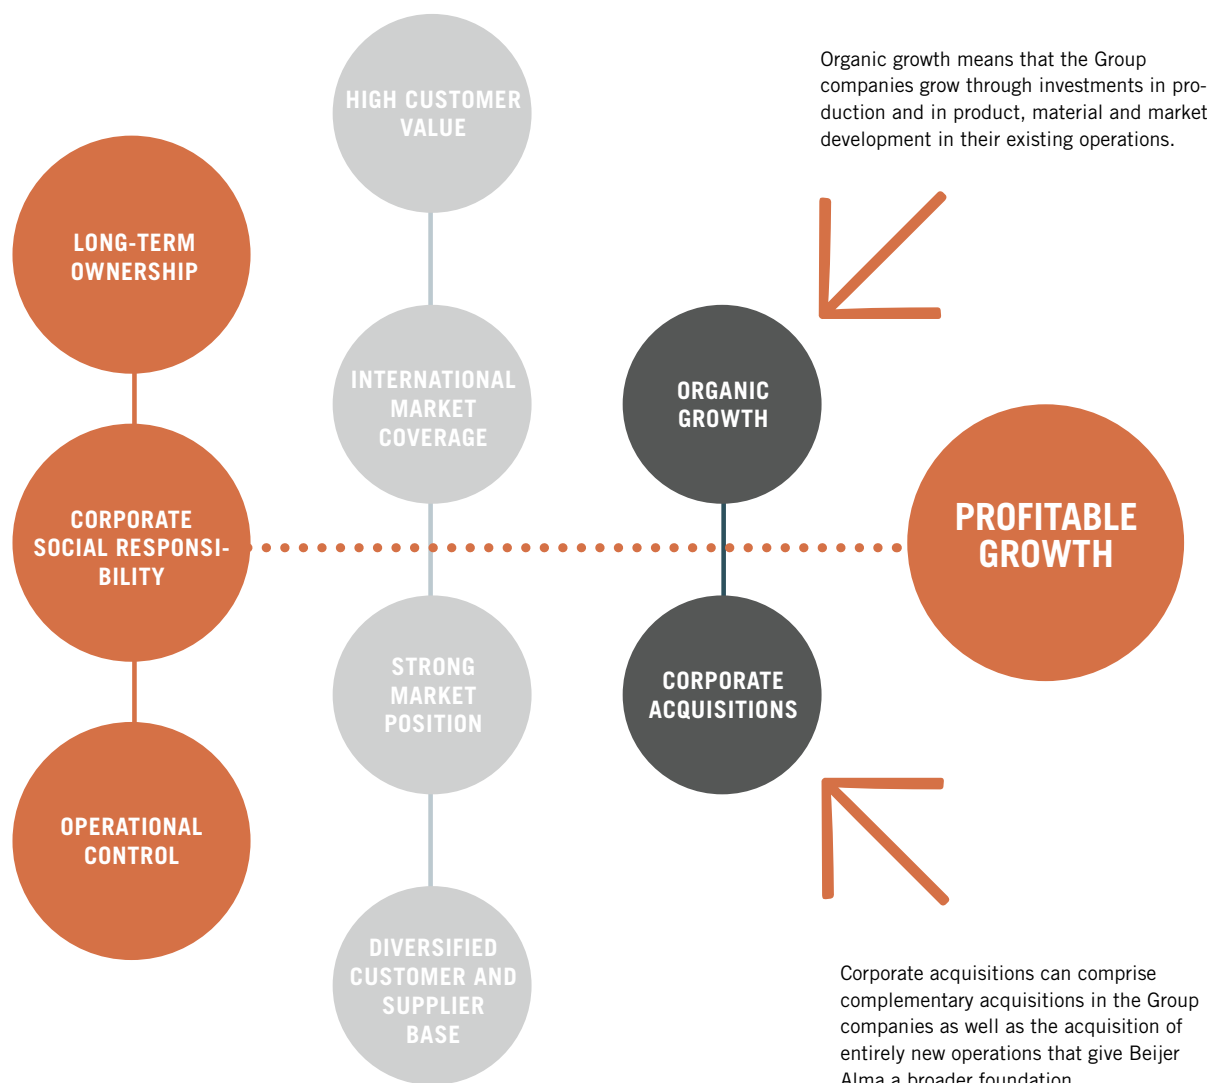 HIGH CUSTOMER
VALUE
Organic growth means that the Group
companies grow through investments in pro-
duction and in product, material and market
development in their existing operations.
LONG-TERM
OWNERSHIP
INTERNATIONAL
MARKET
COVERAGE
ORGANIC
GROWTH
CORPORATE
SOCIAL RESPONSI-
BILITY
PROFITABLE
GROWTH
STRONG
MARKET
POSITION
CORPORATE
ACQUISITIONS
OPERATIONAL
CONTROL
DIVERSIFIED
CUSTOMER AND
SUPPLIER
BASE
Corporate acquisitions can comprise
complementary acquisitions in the Group
companies as well as the acquisition of
entirely new operations that give Beijer
Alma a broader foundation